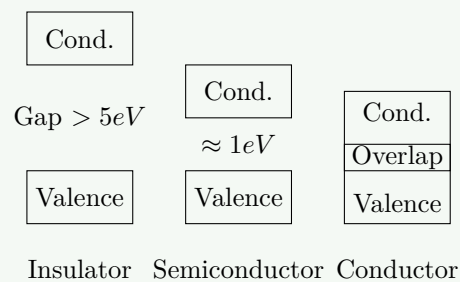 Cond.
Gap > 5eV
Valence
Insulator
Cond.
≈ 1eV
Valence
Semiconductor
Cond.
Overlap
Valence
Conductor